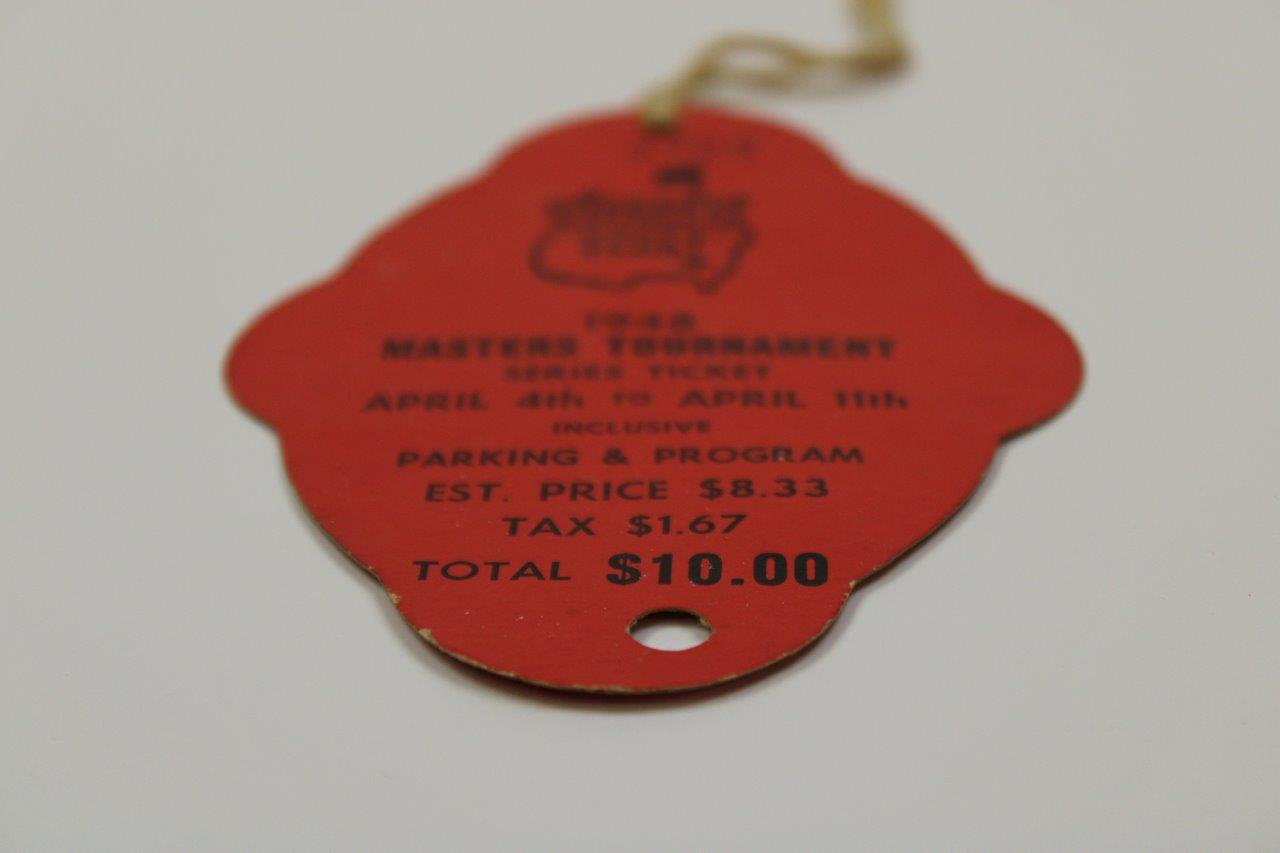 1948
MASTERS TOURNAMENT
SERIES TICKET
APRIL 4th TO APRIL 11th
INCLUSIVE
PARKING & PROGRAM
EST. PRICE $8.33
TAX $1.67
TOTAL $10.00